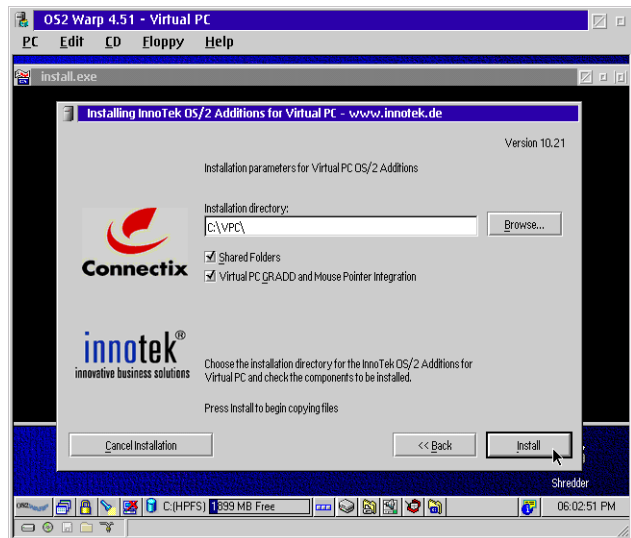 OS2 Warp 4.51 - Virtual PC
PC Edit CD Floppy Help
install.exe
Installing InnoTek OS/2 Additions for Virtual PC - www.innotek.de
Version 10.21
Installation parameters for Virtual PC OS/2 Additions
Installation directory:
C:\VPC\
Browse...
Connectix
Shared Folders
Virtual PC GRADD and Mouse Pointer Integration
innotek®
innovative business solutions
Choose the installation directory for the InnoTek OS/2 Additions for
Virtual PC and check the components to be installed.
Press Install to begin copying files
Cancel Installation
<< Back
Install
Shredder
C:(HPFS) 1899 MB Free
06:02:51 PM